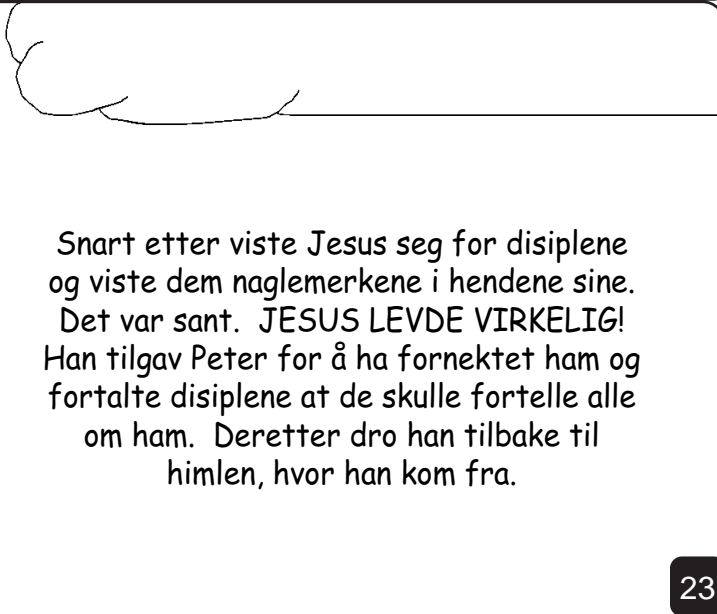 Snart etter viste Jesus seg for disiplene
og viste dem naglemerkene i hendene sine.
Det var sant.  JESUS LEVDE VIRKELIG!
Han tilgav Peter for å ha fornektet ham og
fortalte disiplene at de skulle fortelle alle
om ham.  Deretter dro han tilbake til
himlen, hvor han kom fra.
23